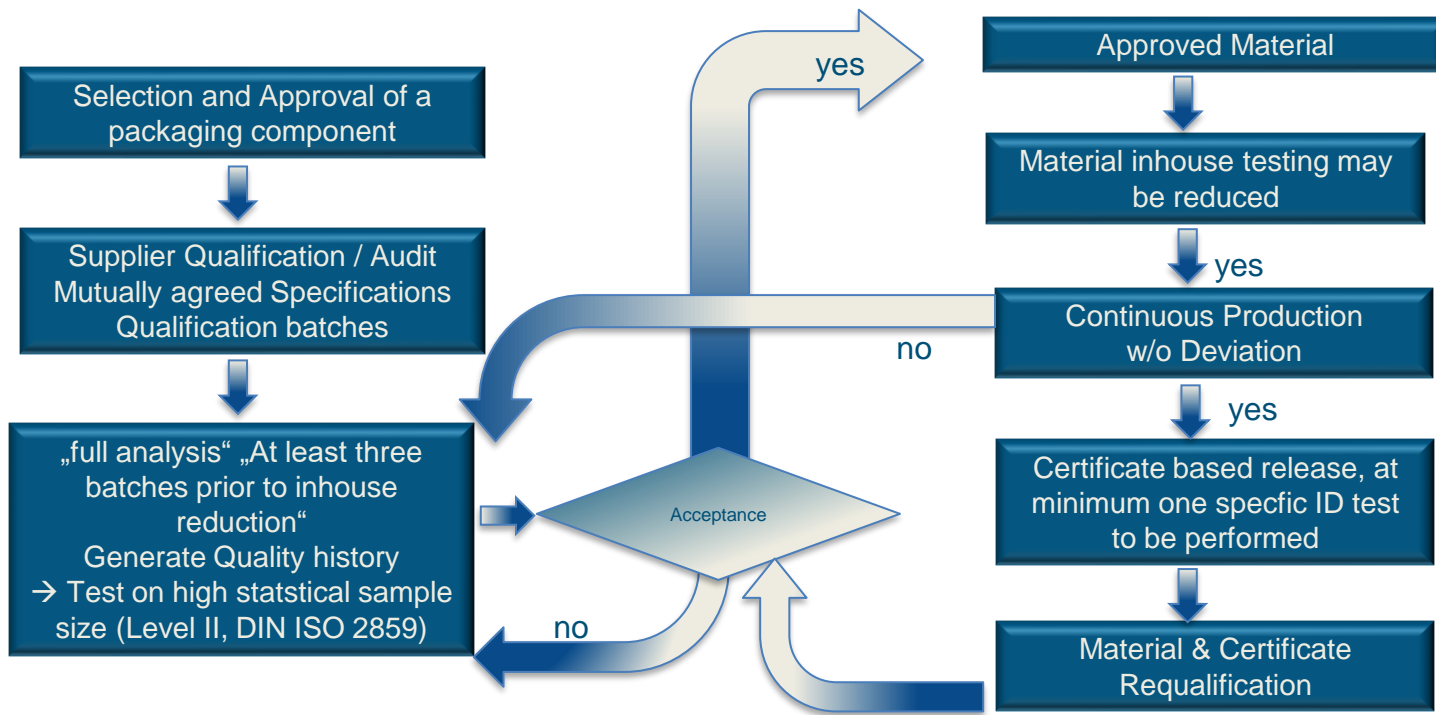 Selection and Approval of a
packaging component
Supplier Qualification / Audit
Mutually agreed Specifications
Qualification batches
„full analysis“ „At least three
batches prior to inhouse
reduction“
Generate Quality history
→ Test on high statstical sample
size (Level II, DIN ISO 2859)
Acceptance
yes
no
Approved Material
Material inhouse testing may
be reduced
yes
Continuous Production
w/o Deviation
no
yes
Certificate based release, at
minimum one specfic ID test
to be performed
Material & Certificate
Requalification